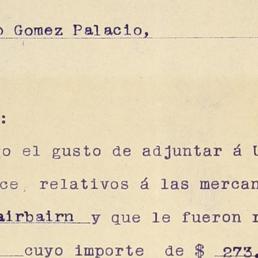 o Gomez Palacio,
:
o el gusto de adjuntar á U
ce, relativos á las mercan
airbairn y que le fueron r
cuyo importe de $ 273.